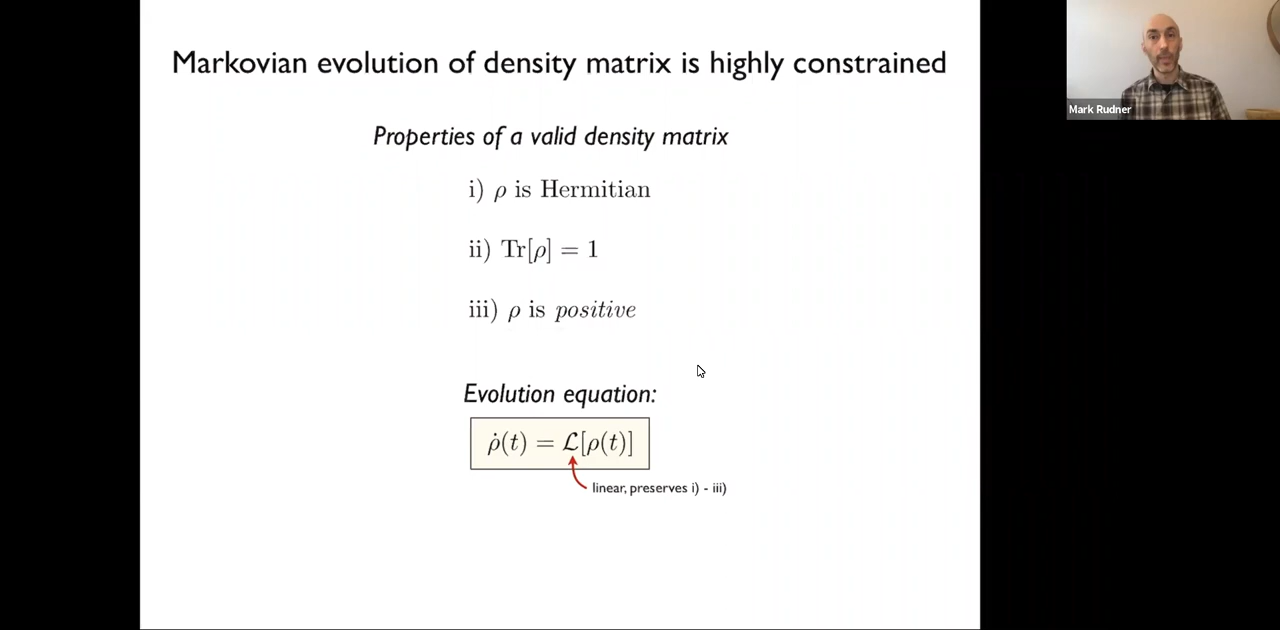 Markovian evolution of density matrix is highly constrained
Properties of a valid density matrix
i) ρ is Hermitian
ii) Tr[ρ] = 1
iii) ρ is positive
Evolution equation:
ρ̇(t) = ℒ[ρ(t)]
linear, preserves i) - iii)
Mark Rudner